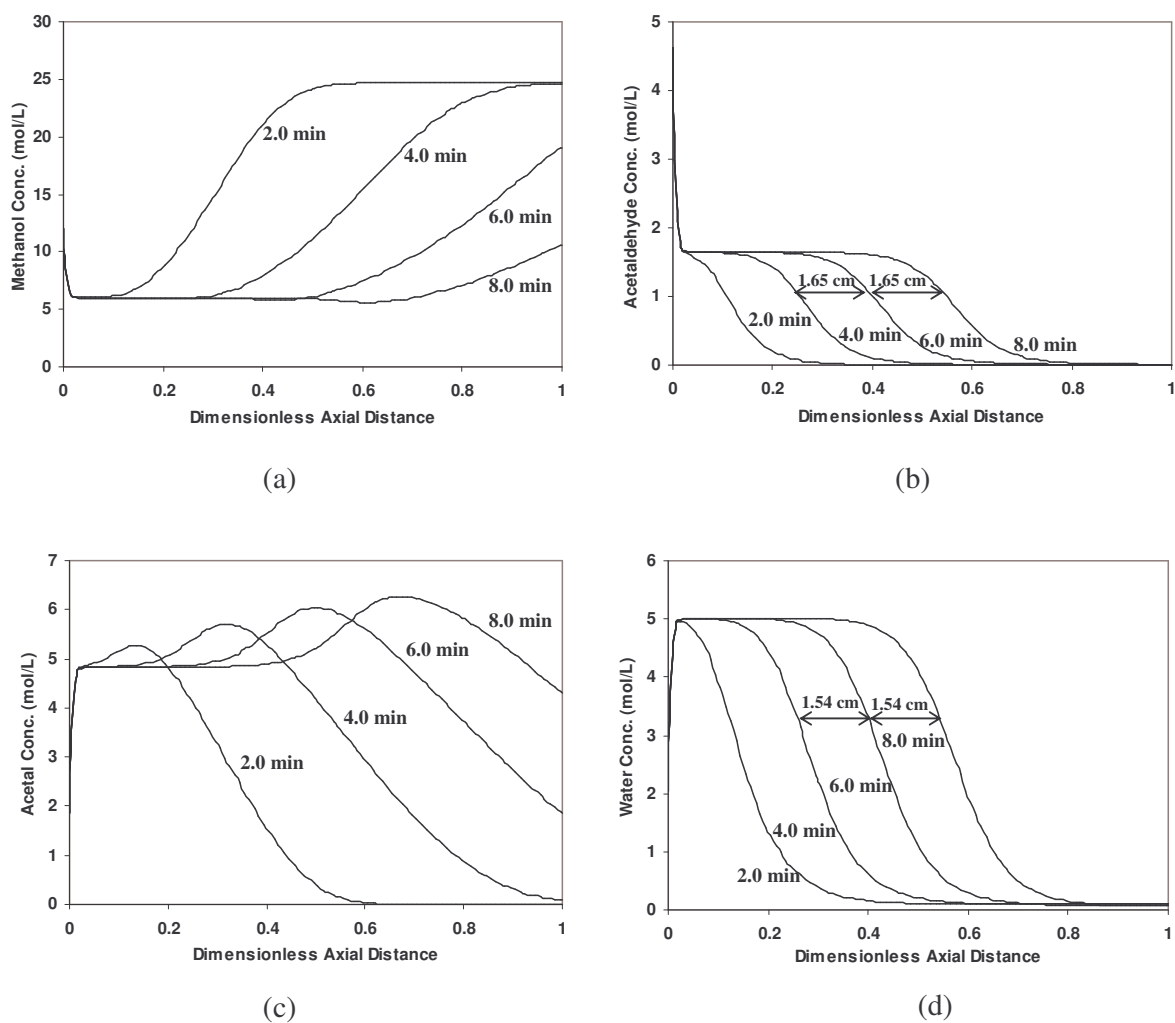 30
25
20
15
10
5
0
Methanol Conc. (mol/L)
2.0 min
4.0 min
6.0 min
8.0 min
0 0.2 0.4 0.6 0.8 1
Dimensionless Axial Distance
(a)
5
4
3
2
1
0
Acetaldehyde Conc. (mol/L)
1.65 cm 1.65 cm
2.0 min
4.0 min
6.0 min
8.0 min
0 0.2 0.4 0.6 0.8 1
Dimensionless Axial Distance
(b)
7
6
5
4
3
2
1
0
Acetal Conc. (mol/L)
8.0 min
6.0 min
4.0 min
2.0 min
0 0.2 0.4 0.6 0.8 1
Dimensionless Axial Distance
(c)
6
5
4
3
2
1
0
Water Conc. (mol/L)
1.54 cm 1.54 cm
8.0 min
6.0 min
4.0 min
2.0 min
0 0.2 0.4 0.6 0.8 1
Dimensionless Axial Distance
(d)